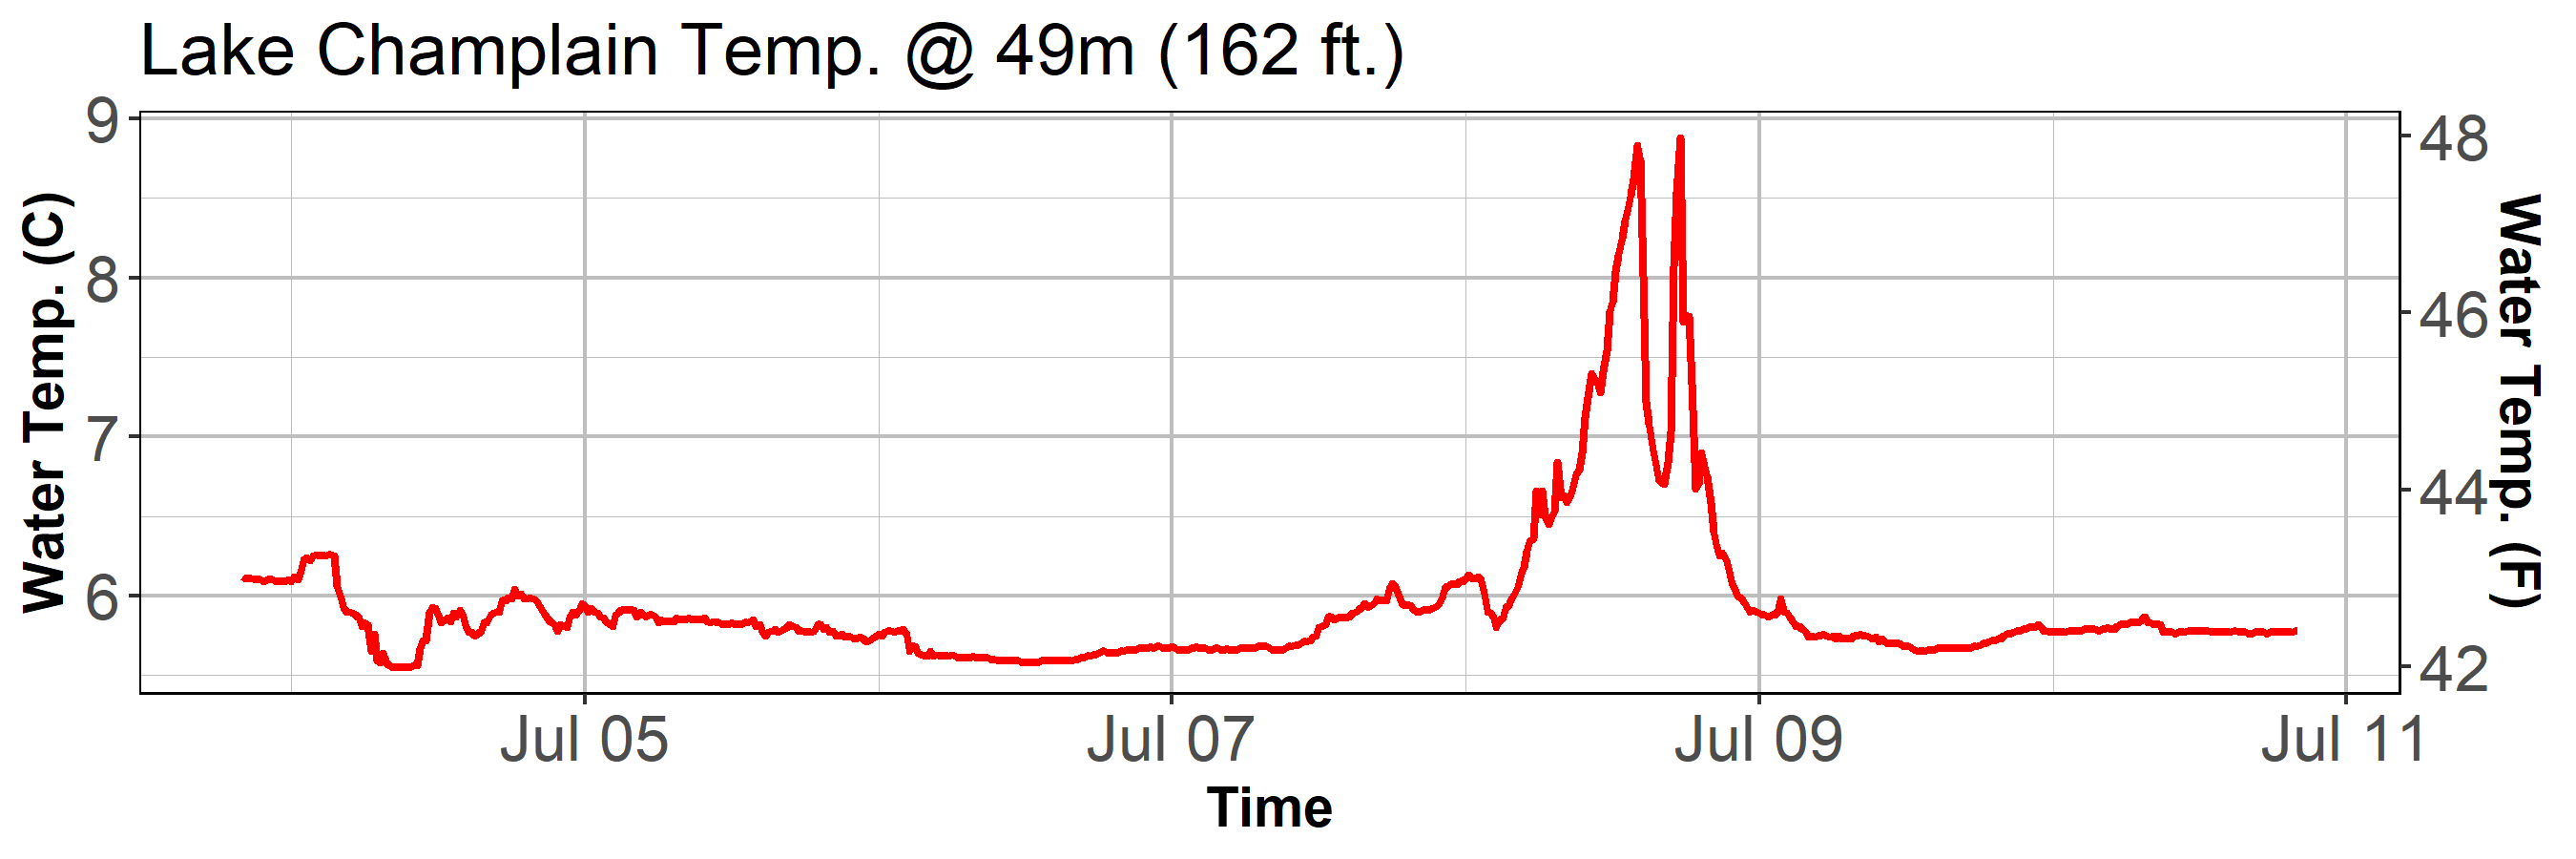 Lake Champlain Temp. @ 49m (162 ft.)
Water Temp. (C)
9
8
7
6
48
46
44
42
Water Temp. (F)
Jul 05
Jul 07
Jul 09
Jul 11
Time